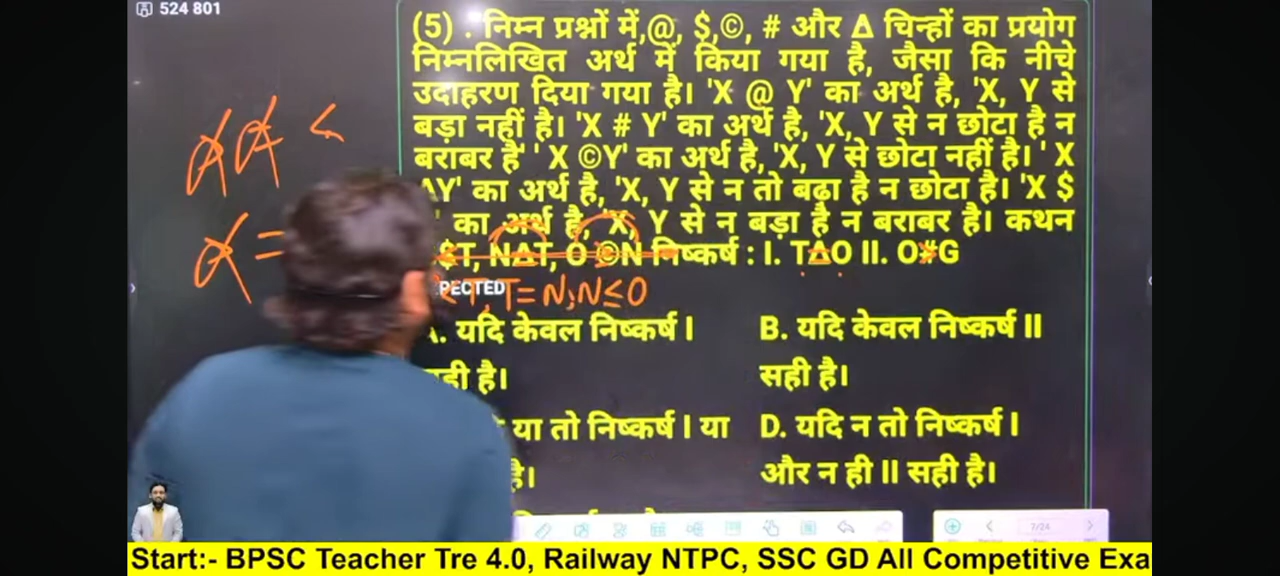 524 801
(5) . निम्न प्रश्नों में,@, $,©, # और Δ चिन्हों का प्रयोग
निम्नलिखित अर्थ में किया गया है, जैसा कि नीचे
उदाहरण दिया गया है। 'X @ Y' का अर्थ है, 'X, Y से
बड़ा नहीं है। 'X # Y' का अर्थ है, 'X, Y से न छोटा है न
बराबर है' ' X ©Y' का अर्थ है, 'X, Y से छोटा नहीं है। ' X
ΔY' का अर्थ है, 'X, Y से न तो बढ़ा है न छोटा है। 'X $
' का अर्थ है, 'X, Y से न बड़ा है न बराबर है। कथन
$T, NΔT, O ©N निष्कर्ष : I. TΔO II. O#G
PECTED
<T, T=N, N≤O
A. यदि केवल निष्कर्ष I
B. यदि केवल निष्कर्ष II
सही है।
या तो निष्कर्ष I या
D. यदि न तो निष्कर्ष I
है।
और न ही II सही है।
7/24
Start:- BPSC Teacher Tre 4.0, Railway NTPC, SSC GD All Competitive Exa